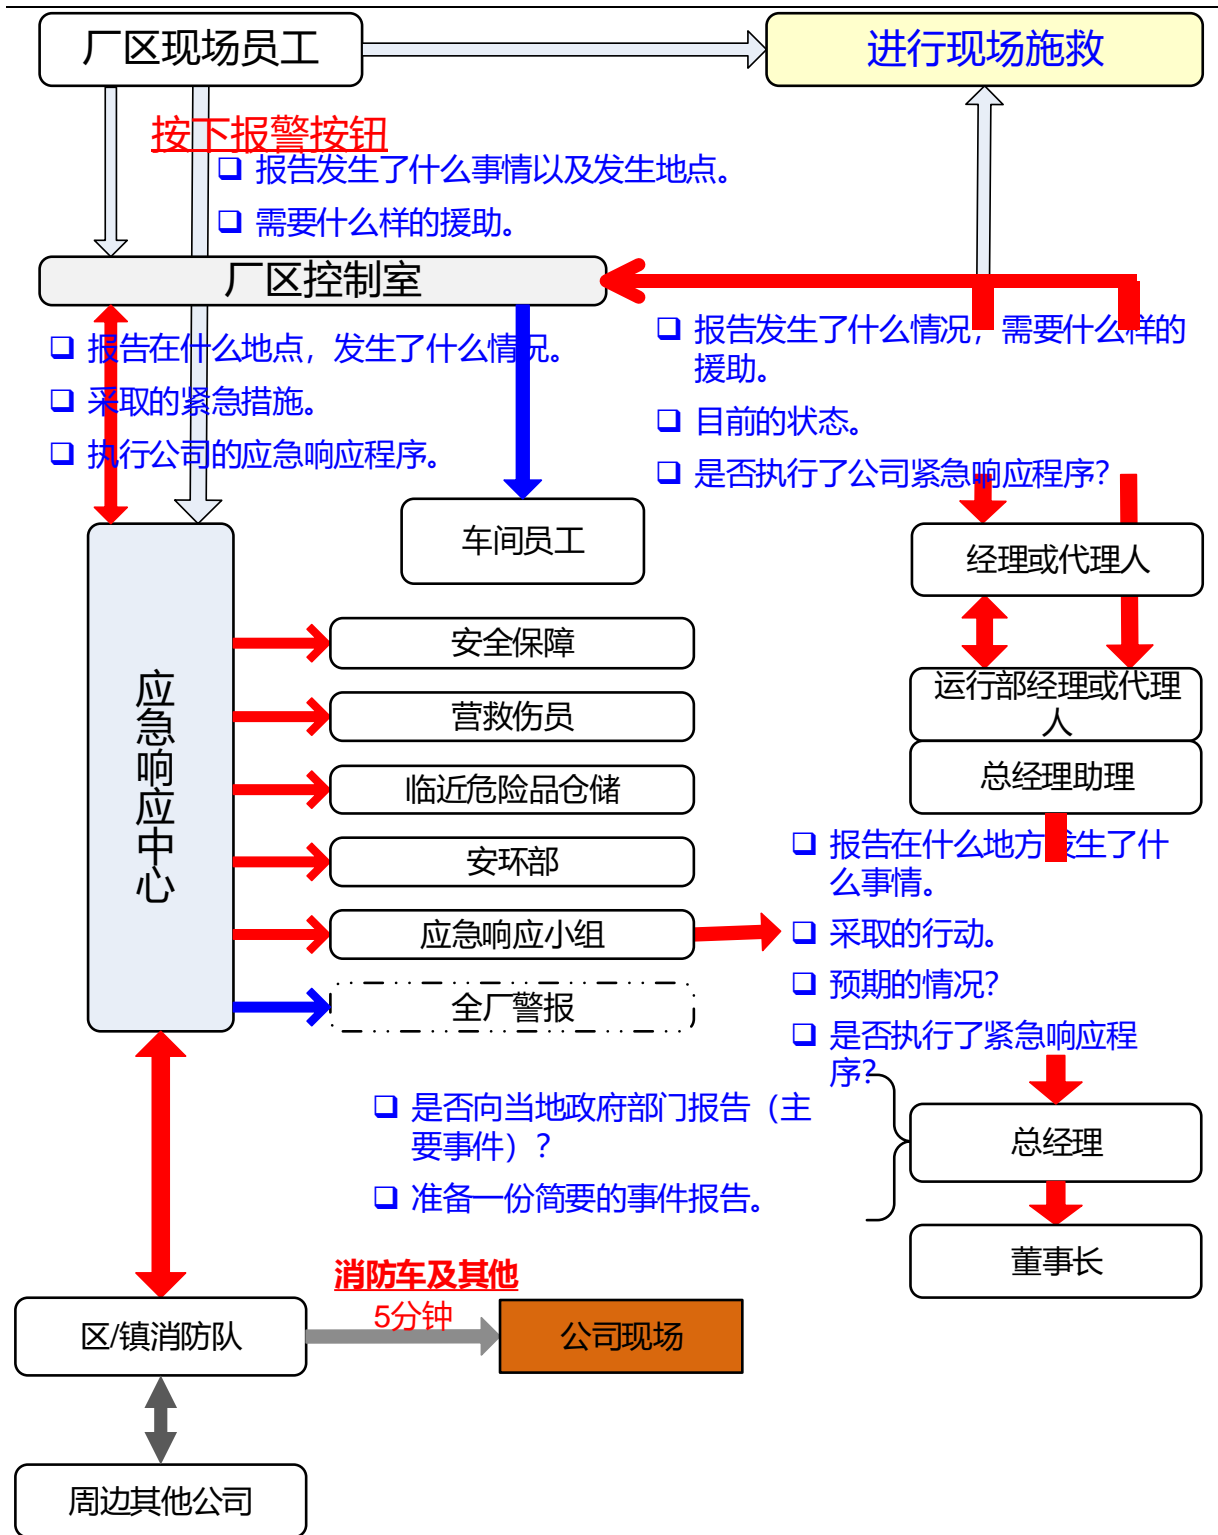 厂区现场员工
进行现场施救
按下报警按钮
报告发生了什么事情以及发生地点。
需要什么样的援助。
厂区控制室
报告在什么地点，发生了什么情况。
采取的紧急措施。
执行公司的应急响应程序。
报告发生了什么情况，需要什么样的
援助。
目前的状态。
是否执行了公司紧急响应程序？
车间员工
经理或代理人
应急响应中心
安全保障
营救伤员
临近危险品仓储
安环部
应急响应小组
全厂警报
运行部经理或代理
人
总经理助理
报告在什么地方发生了什
么事情。
采取的行动。
预期的情况？
是否执行了紧急响应程
序？
是否向当地政府部门报告（主
要事件）？
准备一份简要的事件报告。
总经理
董事长
消防车及其他
5分钟
区/镇消防队
公司现场
周边其他公司